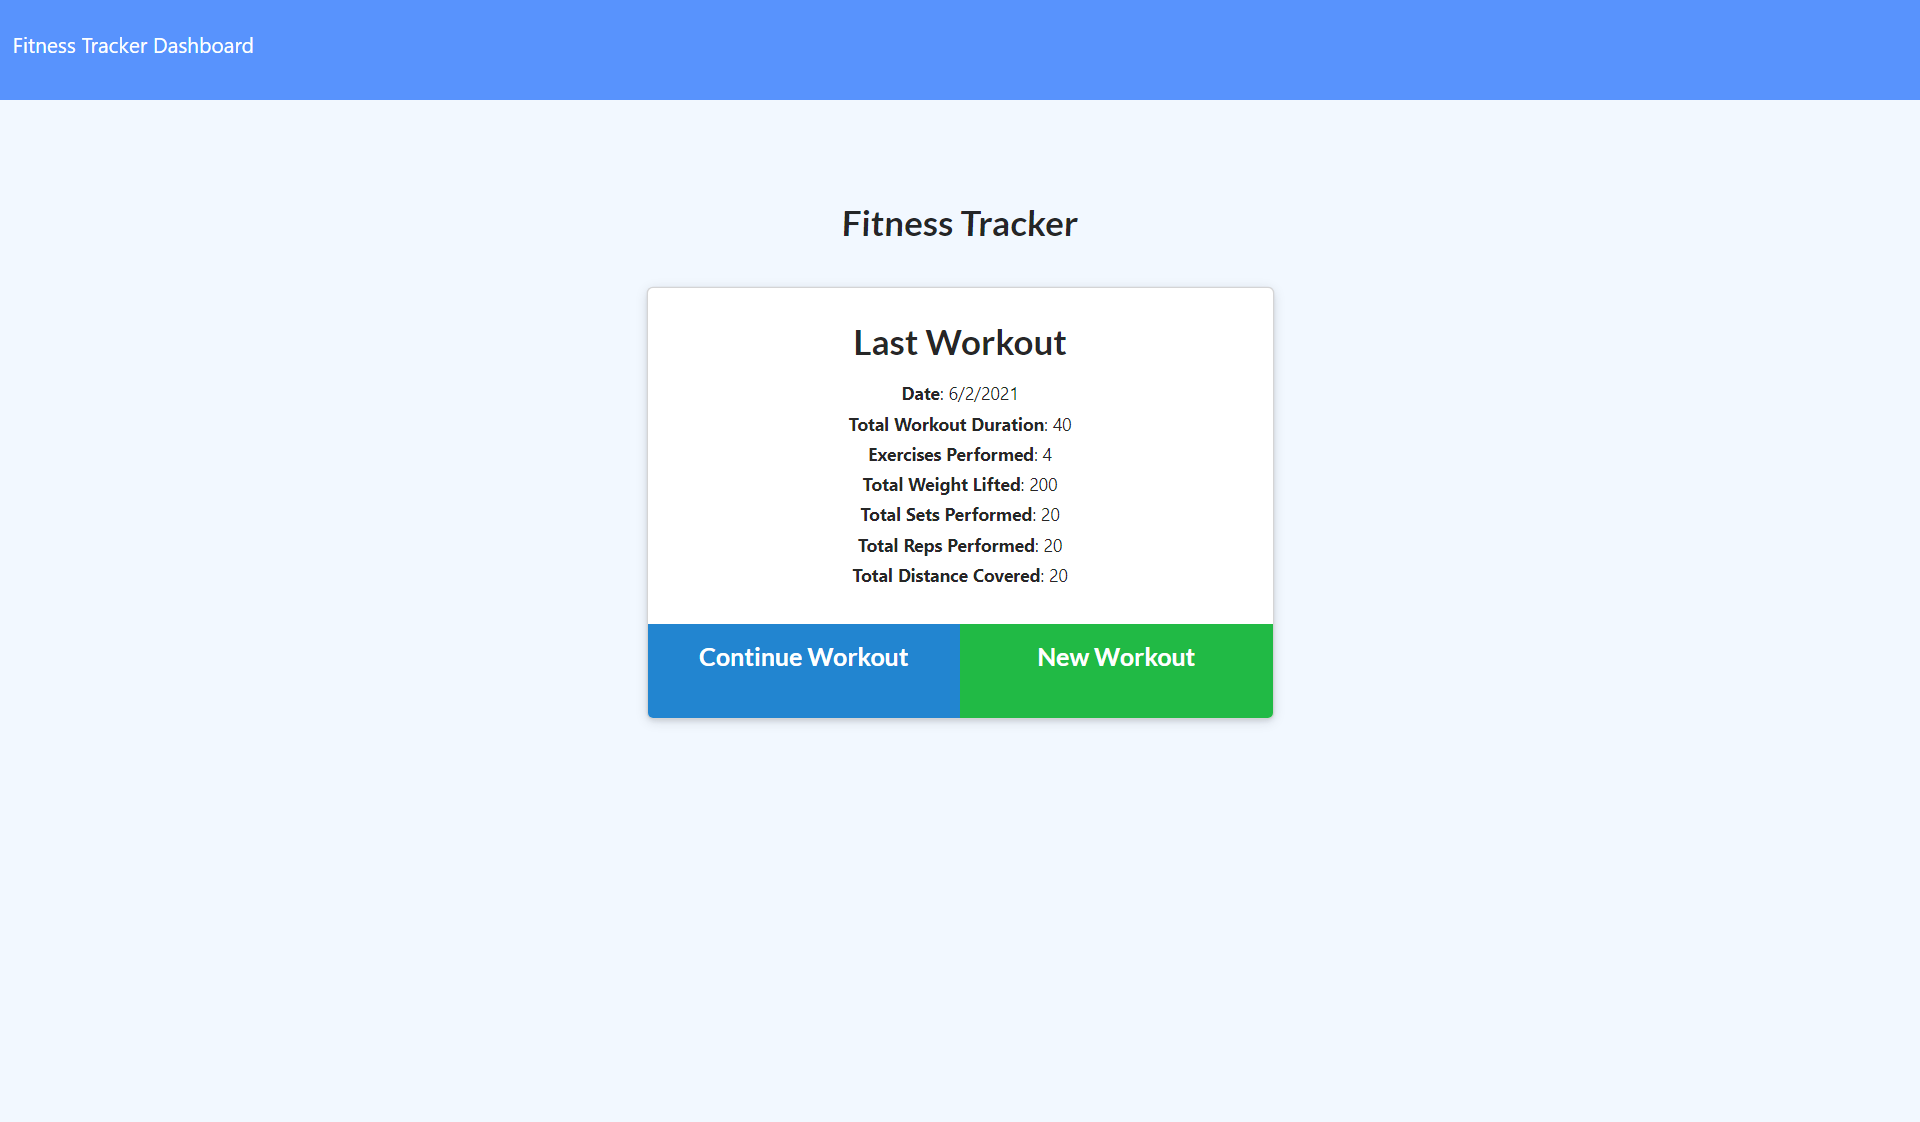 Fitness Tracker Dashboard
Fitness Tracker
Last Workout
Date: 6/2/2021
Total Workout Duration: 40
Exercises Performed: 4
Total Weight Lifted: 200
Total Sets Performed: 20
Total Reps Performed: 20
Total Distance Covered: 20
Continue Workout
New Workout